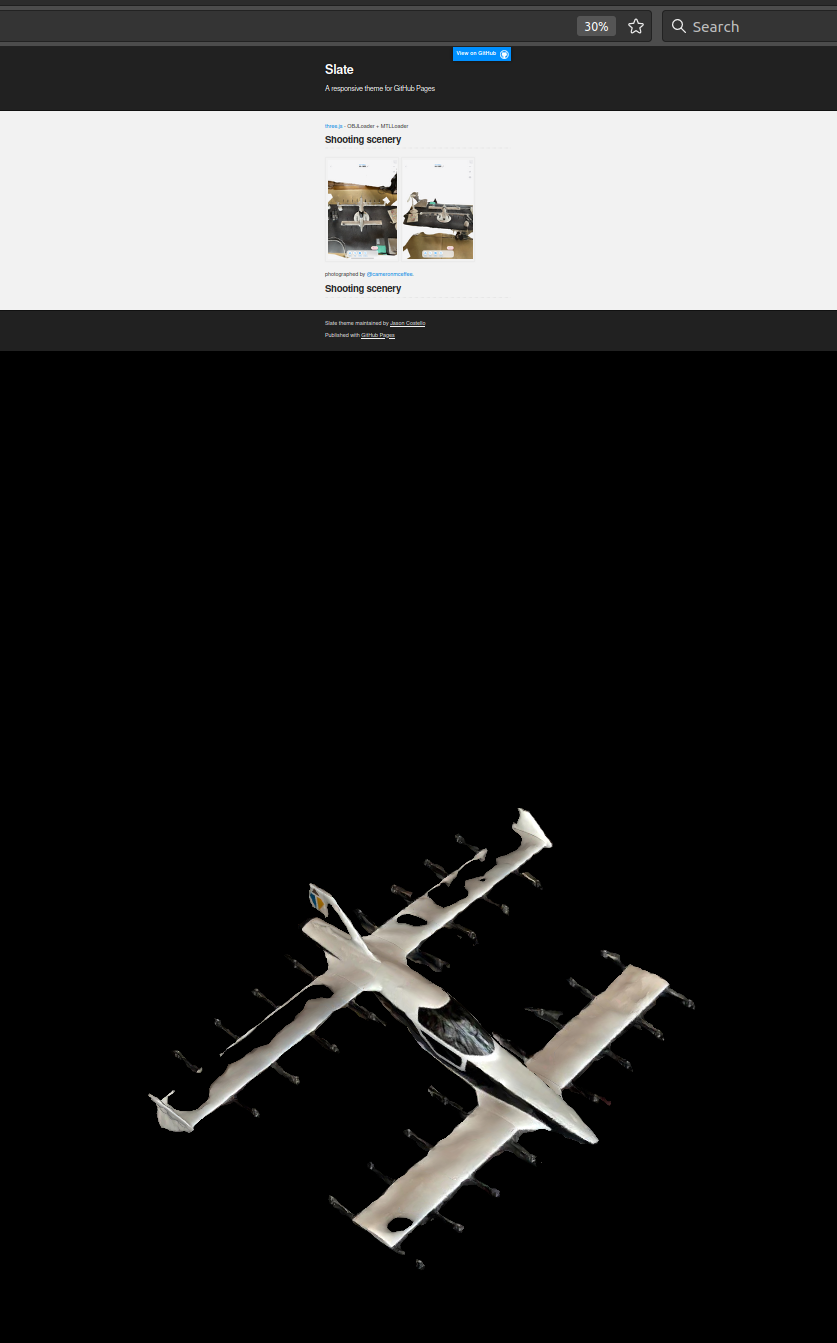 30%
Search
View on GitHub
Slate
A responsive theme for GitHub Pages
three.js - OBJLoader + MTLLoader
Shooting scenery
photographed by @cameronmcefee.
Shooting scenery
Slate theme maintained by Jason Costello
Published with GitHub Pages